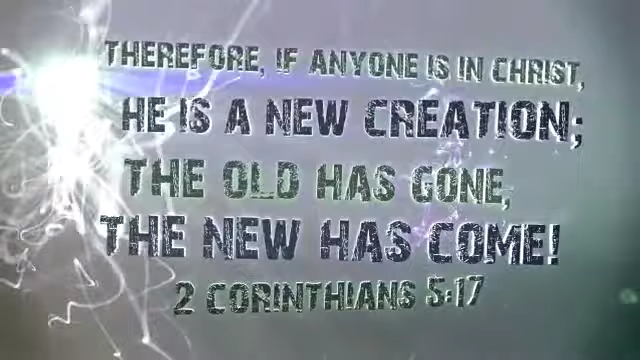 THEREFORE, IF ANYONE IS IN CHRIST,
HE IS A NEW CREATION;
THE OLD HAS GONE,
THE NEW HAS COME!
2 CORINTHIANS 5:17